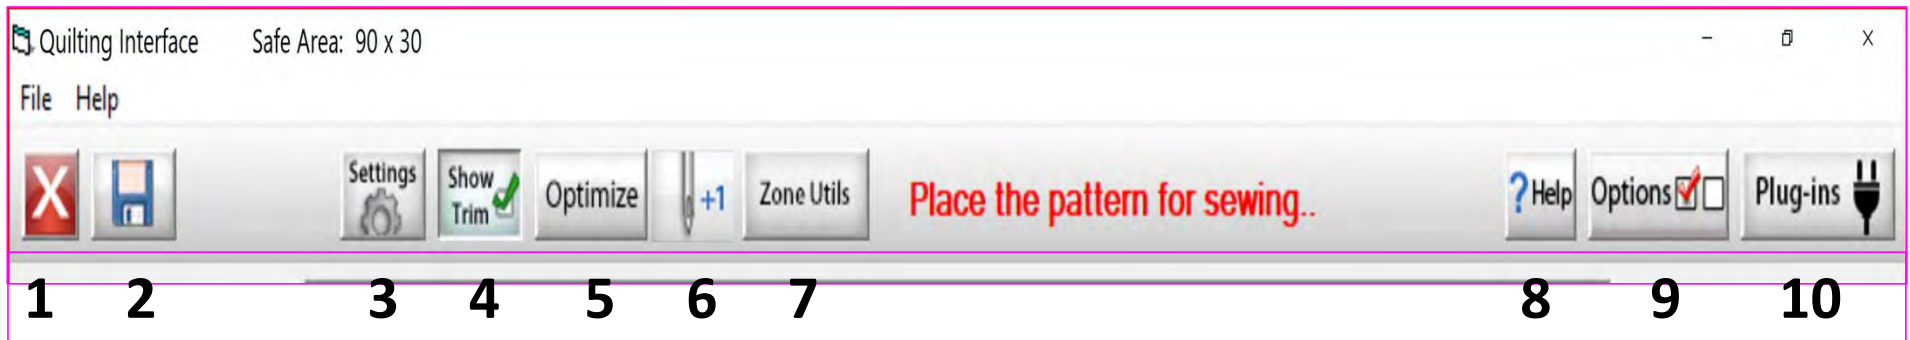 Quilting Interface Safe Area: 90 x 30
File Help
X Settings Show Trim Optimize +1 Zone Utils Place the pattern for sewing.. ?Help Options Plug-ins
1 2 3 4 5 6 7 8 9 10